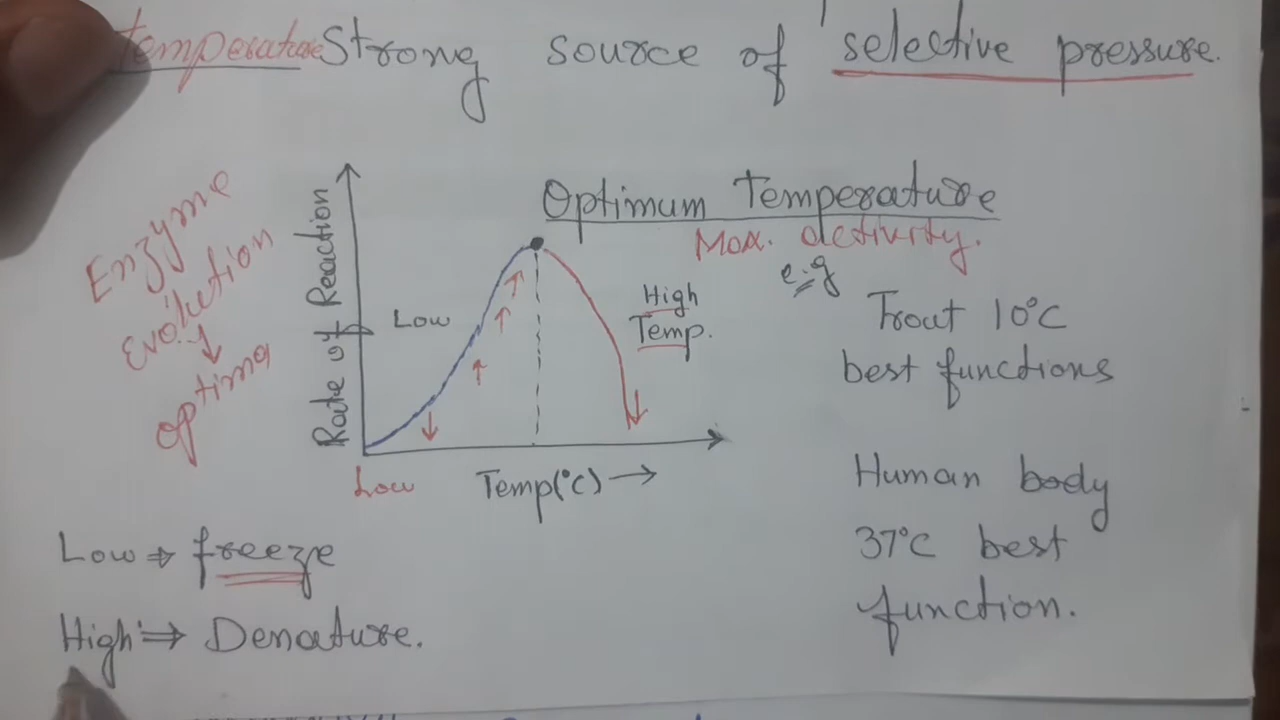 Temperature Strong source of selective pressure.
Enzyme
Evolution
↓
optima
Rate of Reaction
Low
Low
Temp(°C) →
Optimum Temperature
Max. activity.
High
Temp.
e.g
Trout 10°C
best functions
Human body
37°C best
function.
Low ⇒ freeze
High ⇒ Denature.